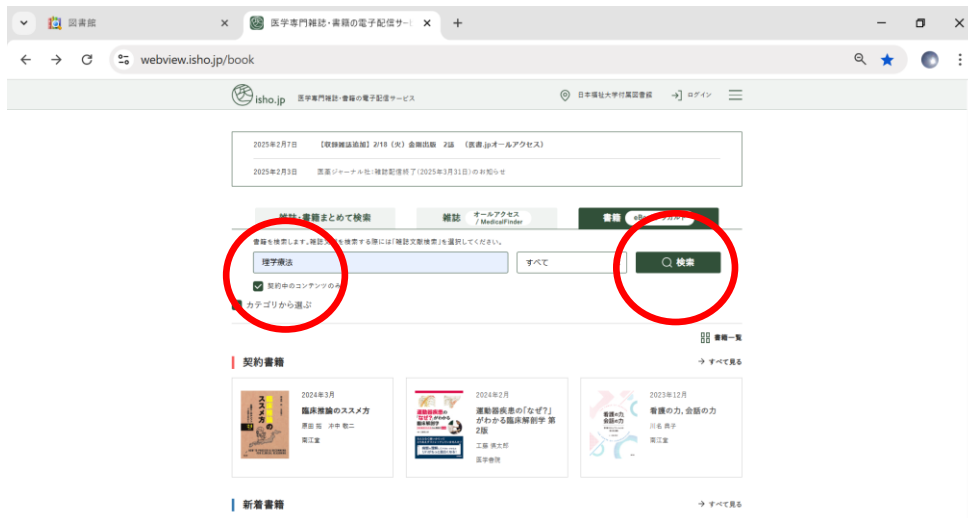 図書館
医学専門雑誌・書籍の電子配信サー
webview.isho.jp/book
isho.jp 医学専門雑誌・書籍の電子配信サービス
日本福祉大学付属図書館
ログイン
2025年2月7日 【収録雑誌追加】2/18（火）金原出版 2誌 （医書.jpオールアクセス）
2025年2月3日 医薬ジャーナル社：雑誌配信終了（2025年3月31日）のお知らせ
雑誌・書籍まとめて検索
雑誌 オールアクセス
/ MedicalFinder
書籍
書籍を検索します。雑誌文献を検索する際には「雑誌文献検索」を選択してください。
理学療法
すべて
検索
契約中のコンテンツのみ
カテゴリから選ぶ
書籍一覧
契約書籍
→ すべて見る
2024年3月
臨床推論のススメ方
沖中 敬二
南江堂
2024年2月
運動器疾患の「なぜ？」
がわかる臨床解剖学 第
2版
工藤 慎太郎
医学書院
2023年12月
看護の力，会話の力
川名 典子
南江堂
新着書籍
→ すべて見る